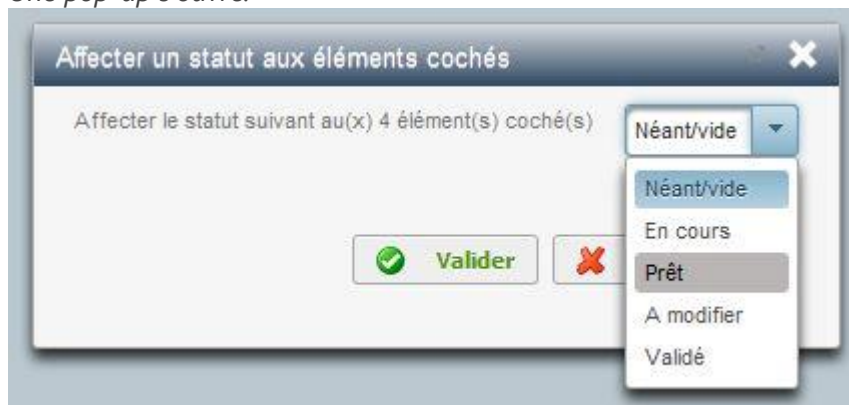 Une pop-up s'ouvre.
Affecter un statut aux éléments cochés
Affecter le statut suivant au(x) 4 élément(s) coché(s)
Néant/vide
Néant/vide
En cours
Prêt
A modifier
Validé
Valider